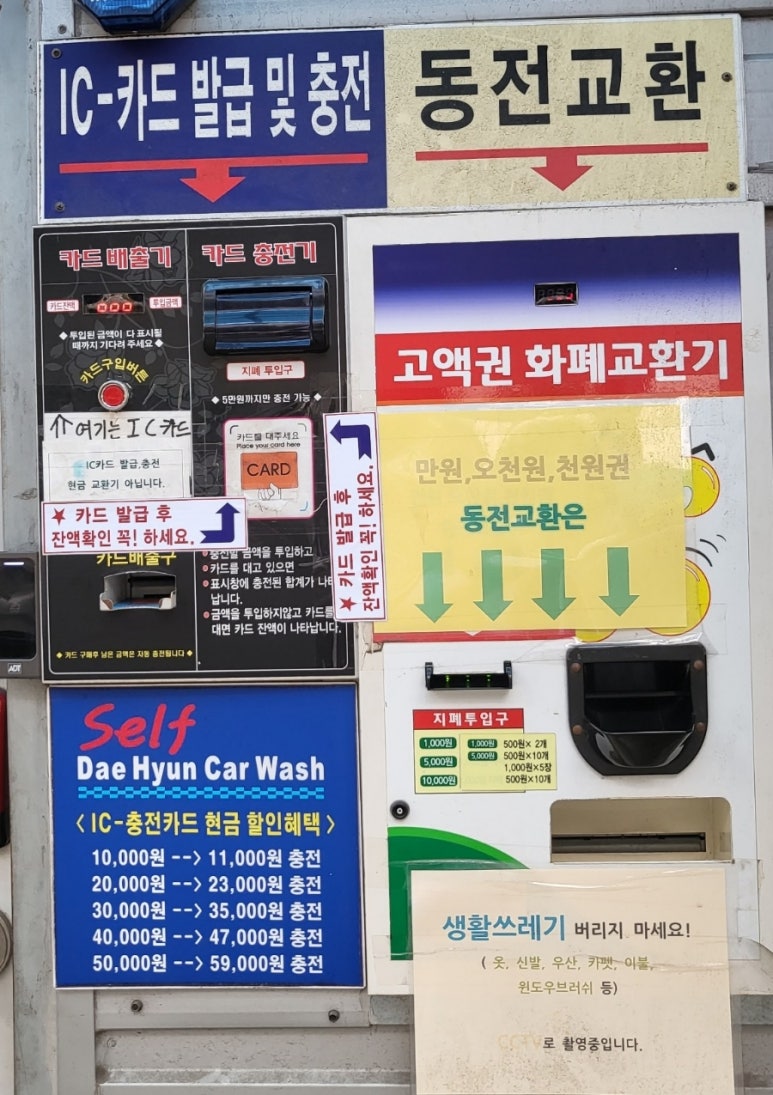 IC-카드 발급 및 충전
동전교환
카드 배출기
카드잔액
000
투입금액
◆ 투입된 금액이 다 표시될
때까지 기다려 주세요 ◆
카드구입버튼
↑ 여기는 IC카드
IC카드 발급,충전
현금 교환기 아닙니다.
★ 카드 발급 후
잔액확인 꼭! 하세요.
카드배출구
◆ 카드 구매후 남은 금액은 자동 충전됩니다 ◆
카드 충전기
지폐 투입구
◆ 5만원까지만 충전 가능 ◆
카드를 대주세요
Place your card here
CARD
★ 카드 발급 후
잔액확인 꼭! 하세요.
● 충전할 금액을 투입하고
● 카드를 대고 있으면
● 표시창에 충전된 합계가 나타
납니다.
● 금액을 투입하지않고 카드를
대면 카드 잔액이 나타납니다.
ADT
Self
Dae Hyun Car Wash
< IC-충전카드 현금 할인혜택 >
10,000원 --> 11,000원 충전
20,000원 --> 23,000원 충전
30,000원 --> 35,000원 충전
40,000원 --> 47,000원 충전
50,000원 --> 59,000원 충전
고액권 화폐교환기
만원,오천원,천원권
동전교환은
지폐투입구
1,000원 1,000원 500원× 2개
5,000원 5,000원 500원×10개
1,000원×5장
10,000원 500원×10개
생활쓰레기 버리지 마세요!
( 옷, 신발, 우산, 카펫, 이불,
윈도우브러쉬 등)
CCTV로 촬영중입니다.